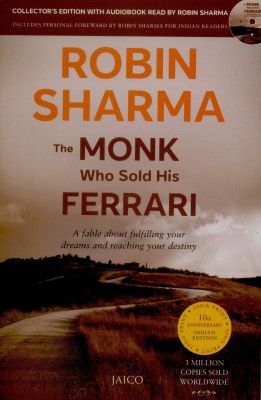 COLLECTOR'S EDITION WITH AUDIOBOOK READ BY ROBIN SHARMA
INCLUDES PERSONAL FOREWORD BY ROBIN SHARMA FOR INDIAN READERS
ROBIN
SHARMA
The MONK
Who Sold His
FERRARI
A fable about fulfilling your
dreams and reaching your destiny
10th
ANNIVERSARY
INDIAN
EDITION
3 MILLION
COPIES SOLD
WORLDWIDE
JAICO